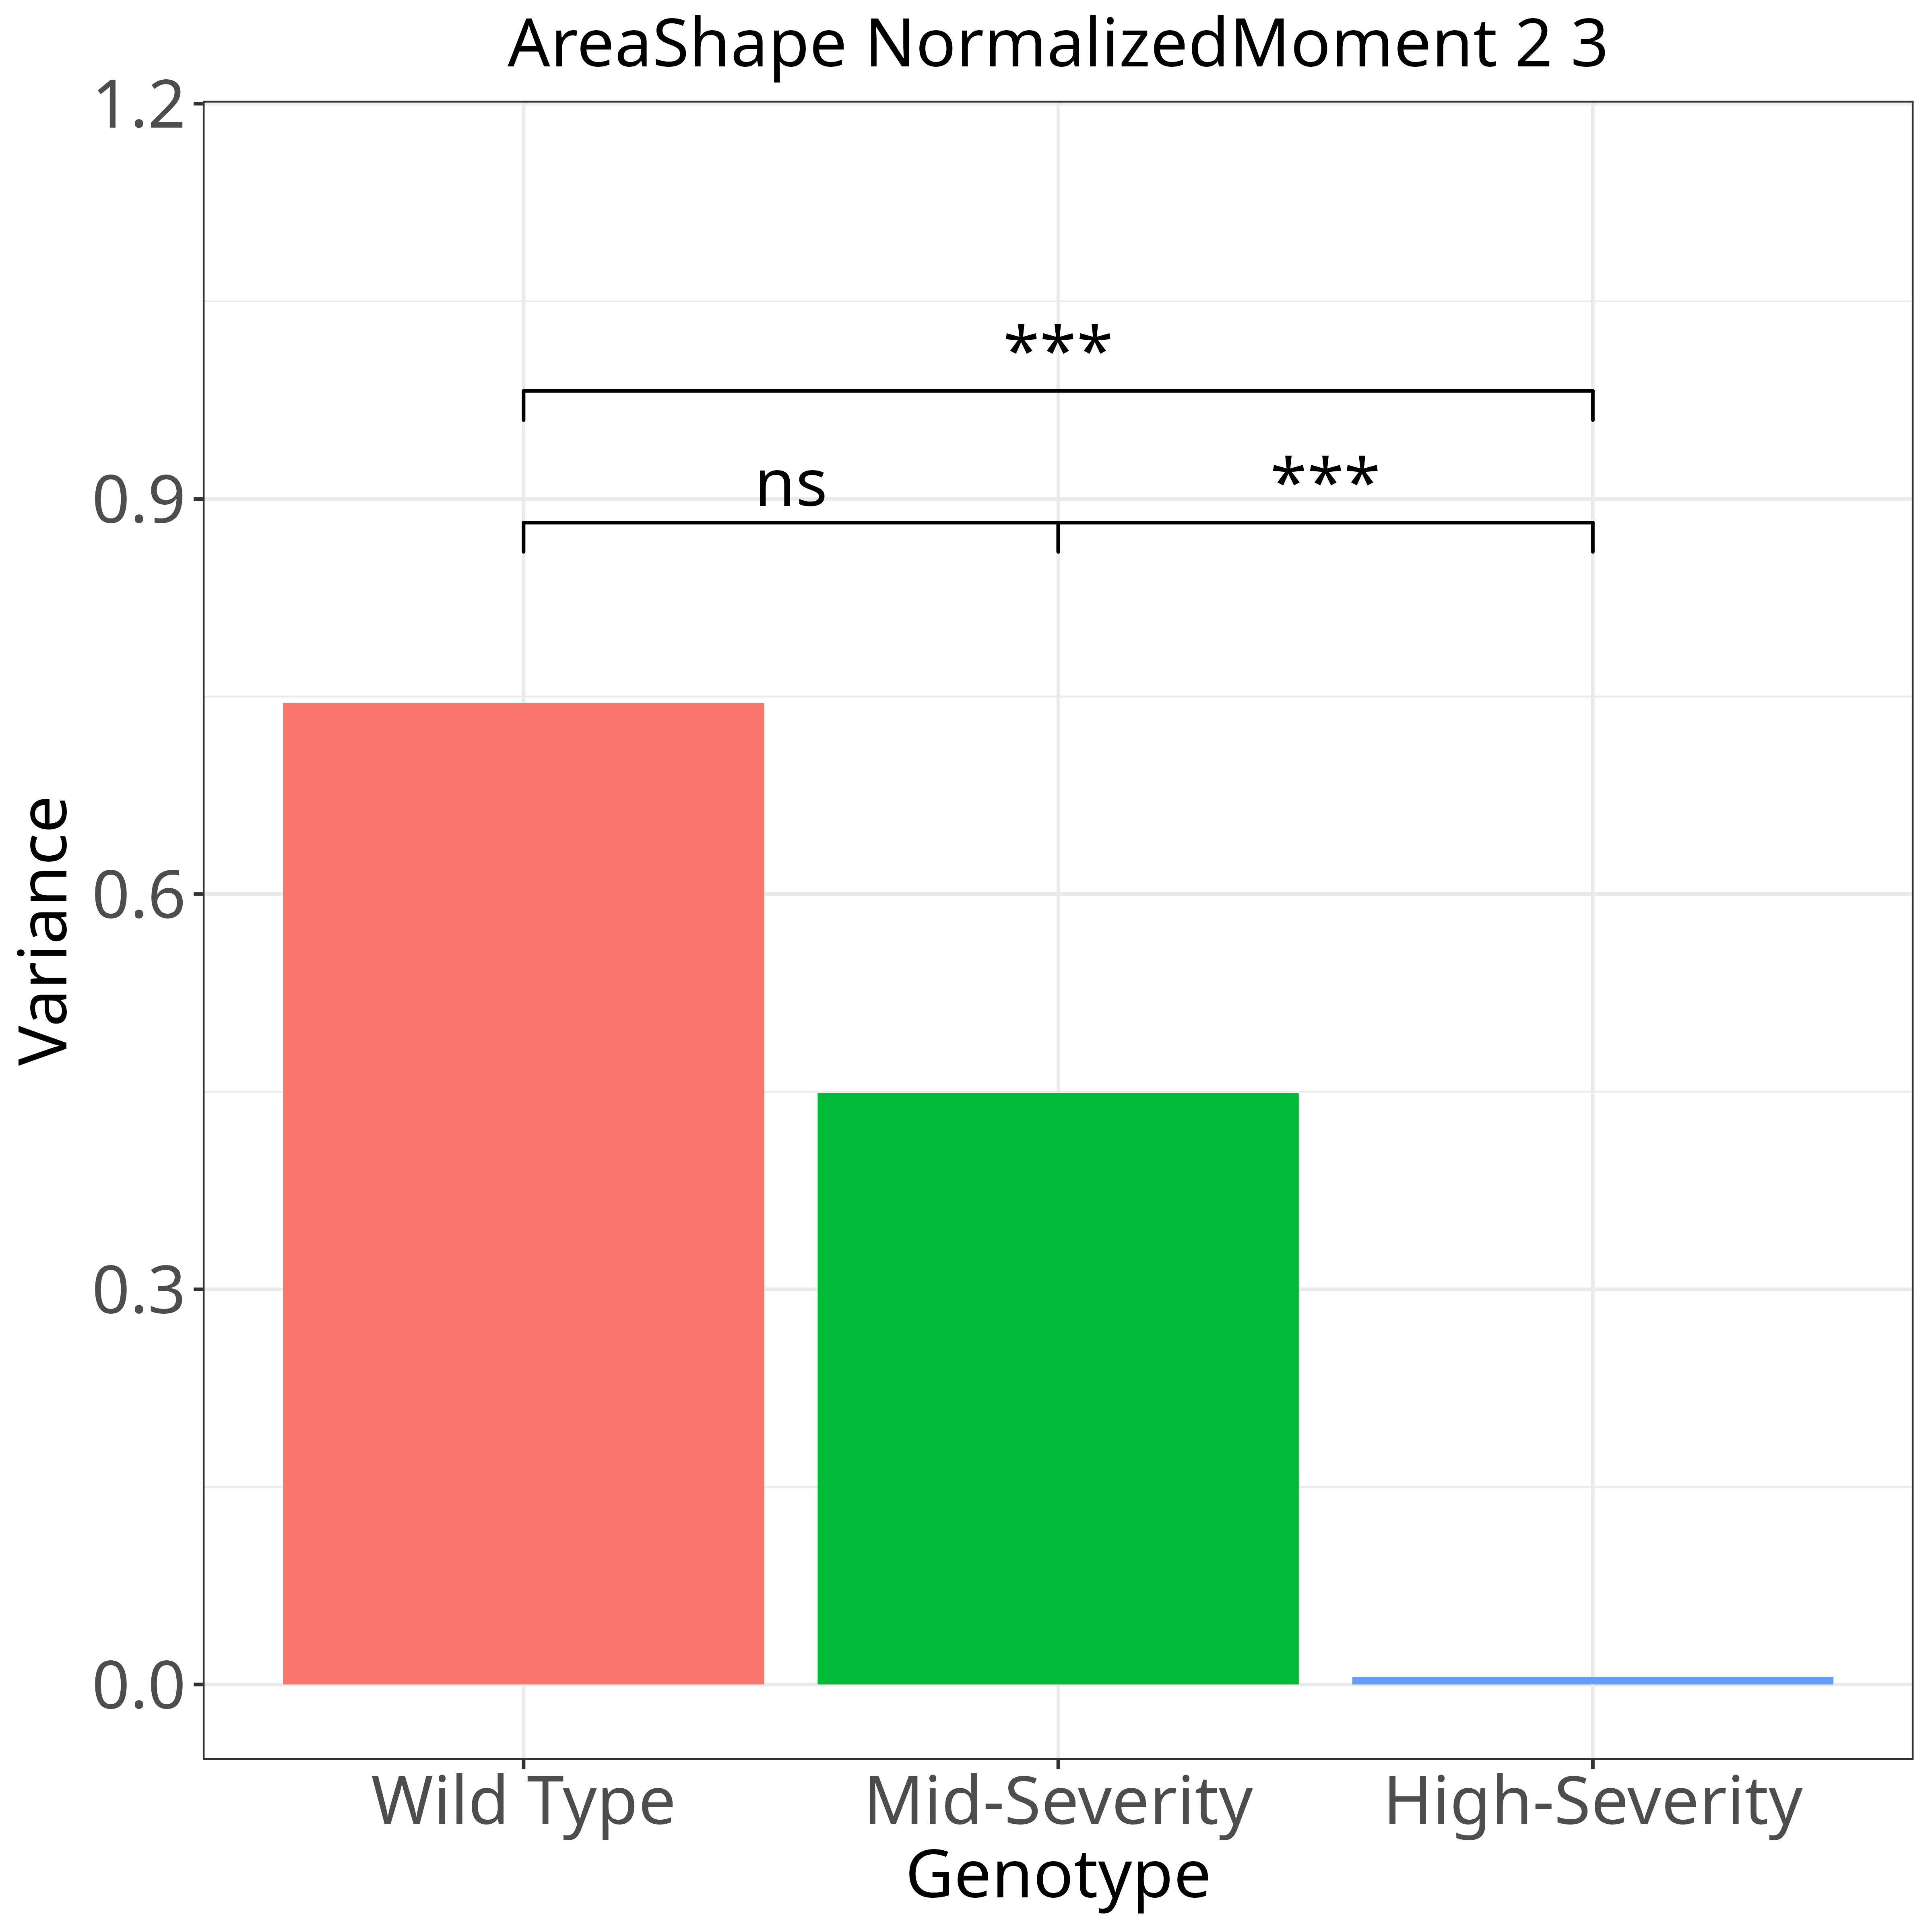 AreaShape NormalizedMoment 2 3
1.2
***
ns
***
0.9
0.6
0.3
0.0
Variance
Wild Type
Mid-Severity
High-Severity
Genotype